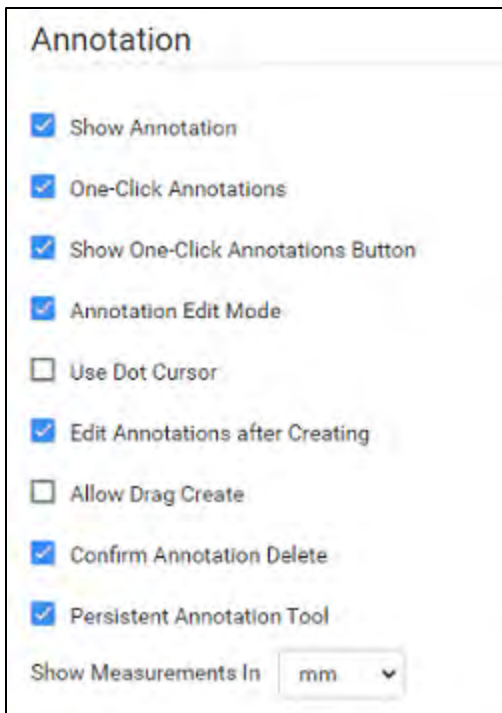 Annotation
Show Annotation
One-Click Annotations
Show One-Click Annotations Button
Annotation Edit Mode
Use Dot Cursor
Edit Annotations after Creating
Allow Drag Create
Confirm Annotation Delete
Persistent Annotation Tool
Show Measurements In mm